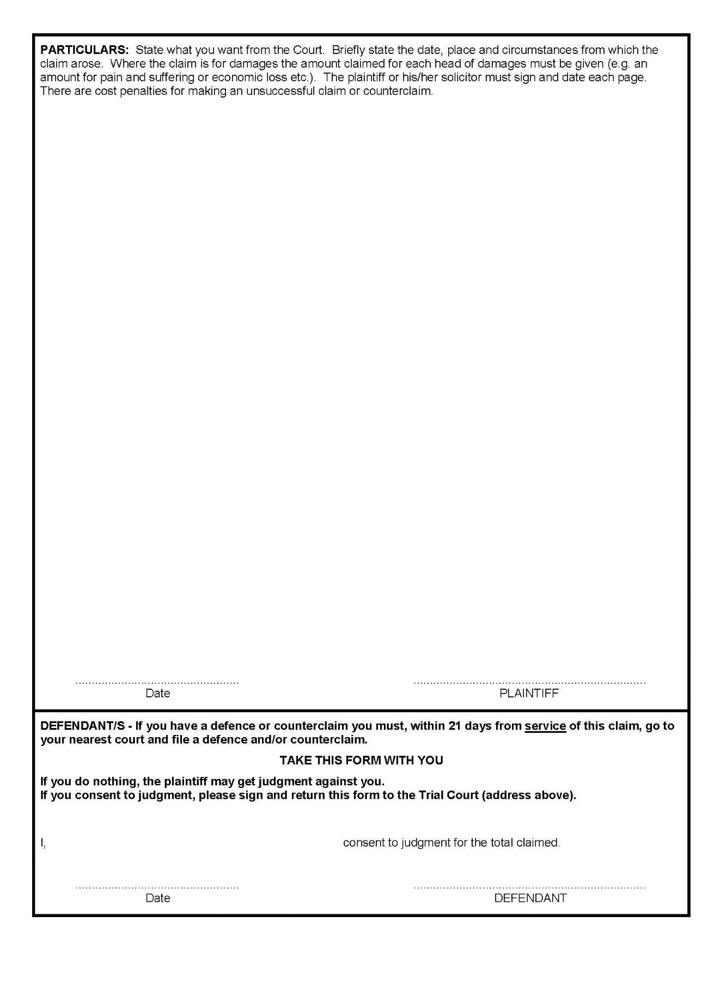 PARTICULARS: State what you want from the Court. Briefly state the date, place and circumstances from which the
claim arose. Where the claim is for damages the amount claimed for each head of damages must be given (e.g. an
amount for pain and suffering or economic loss etc.). The plaintiff or his/her solicitor must sign and date each page.
There are cost penalties for making an unsuccessful claim or counterclaim.
Date PLAINTIFF
DEFENDANT/S - If you have a defence or counterclaim you must, within 21 days from service of this claim, go to
your nearest court and file a defence and/or counterclaim.
TAKE THIS FORM WITH YOU
If you do nothing, the plaintiff may get judgment against you.
If you consent to judgment, please sign and return this form to the Trial Court (address above).
I, consent to judgment for the total claimed.
Date DEFENDANT